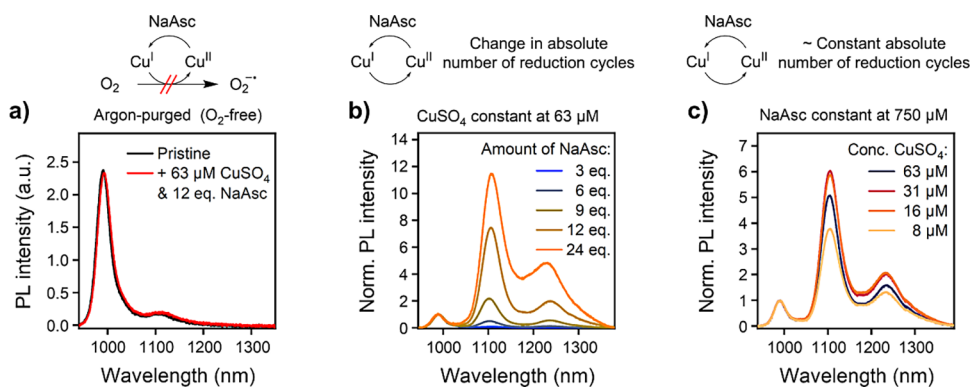 NaAsc
Cu^I Cu^II
O₂ O₂⁻•
NaAsc
Cu^I Cu^II
Change in absolute
number of reduction cycles
NaAsc
Cu^I Cu^II
~ Constant absolute
number of reduction cycles
a)
Argon-purged (O₂-free)
PL intensity (a.u.)
2.5
2.0
1.5
1.0
0.5
0.0
Pristine
+ 63 µM CuSO₄
& 12 eq. NaAsc
1000 1100 1200 1300
Wavelength (nm)
b)
CuSO₄ constant at 63 µM
Norm. PL intensity
14
12
10
8
6
4
2
0
Amount of NaAsc:
3 eq.
6 eq.
9 eq.
12 eq.
24 eq.
1000 1100 1200 1300
Wavelength (nm)
c)
NaAsc constant at 750 µM
Norm. PL intensity
7
6
5
4
3
2
1
0
Conc. CuSO₄:
63 µM
31 µM
16 µM
8 µM
1000 1100 1200 1300
Wavelength (nm)